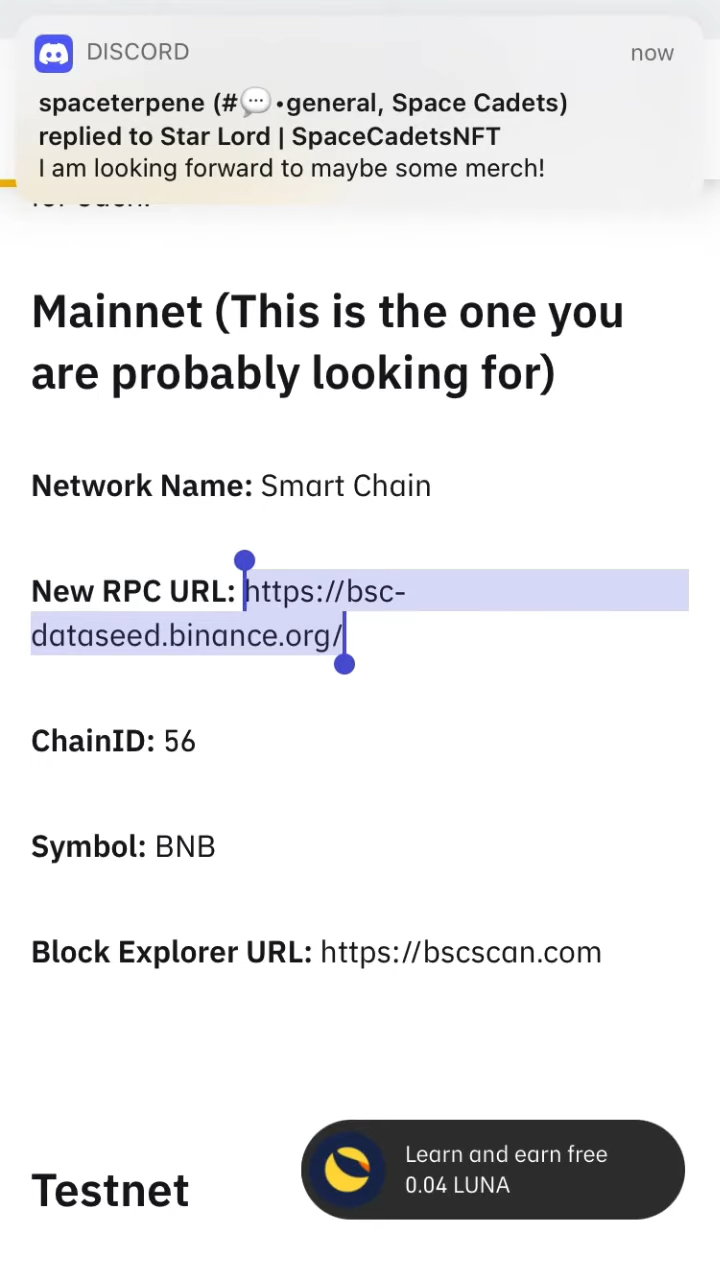 DISCORD
now
spaceterpene (#💬•general, Space Cadets)
replied to Star Lord | SpaceCadetsNFT
I am looking forward to maybe some merch!
Mainnet (This is the one you
are probably looking for)
Network Name: Smart Chain
New RPC URL: https://bsc-
dataseed.binance.org/
ChainID: 56
Symbol: BNB
Block Explorer URL: https://bscscan.com
Learn and earn free
0.04 LUNA
Testnet